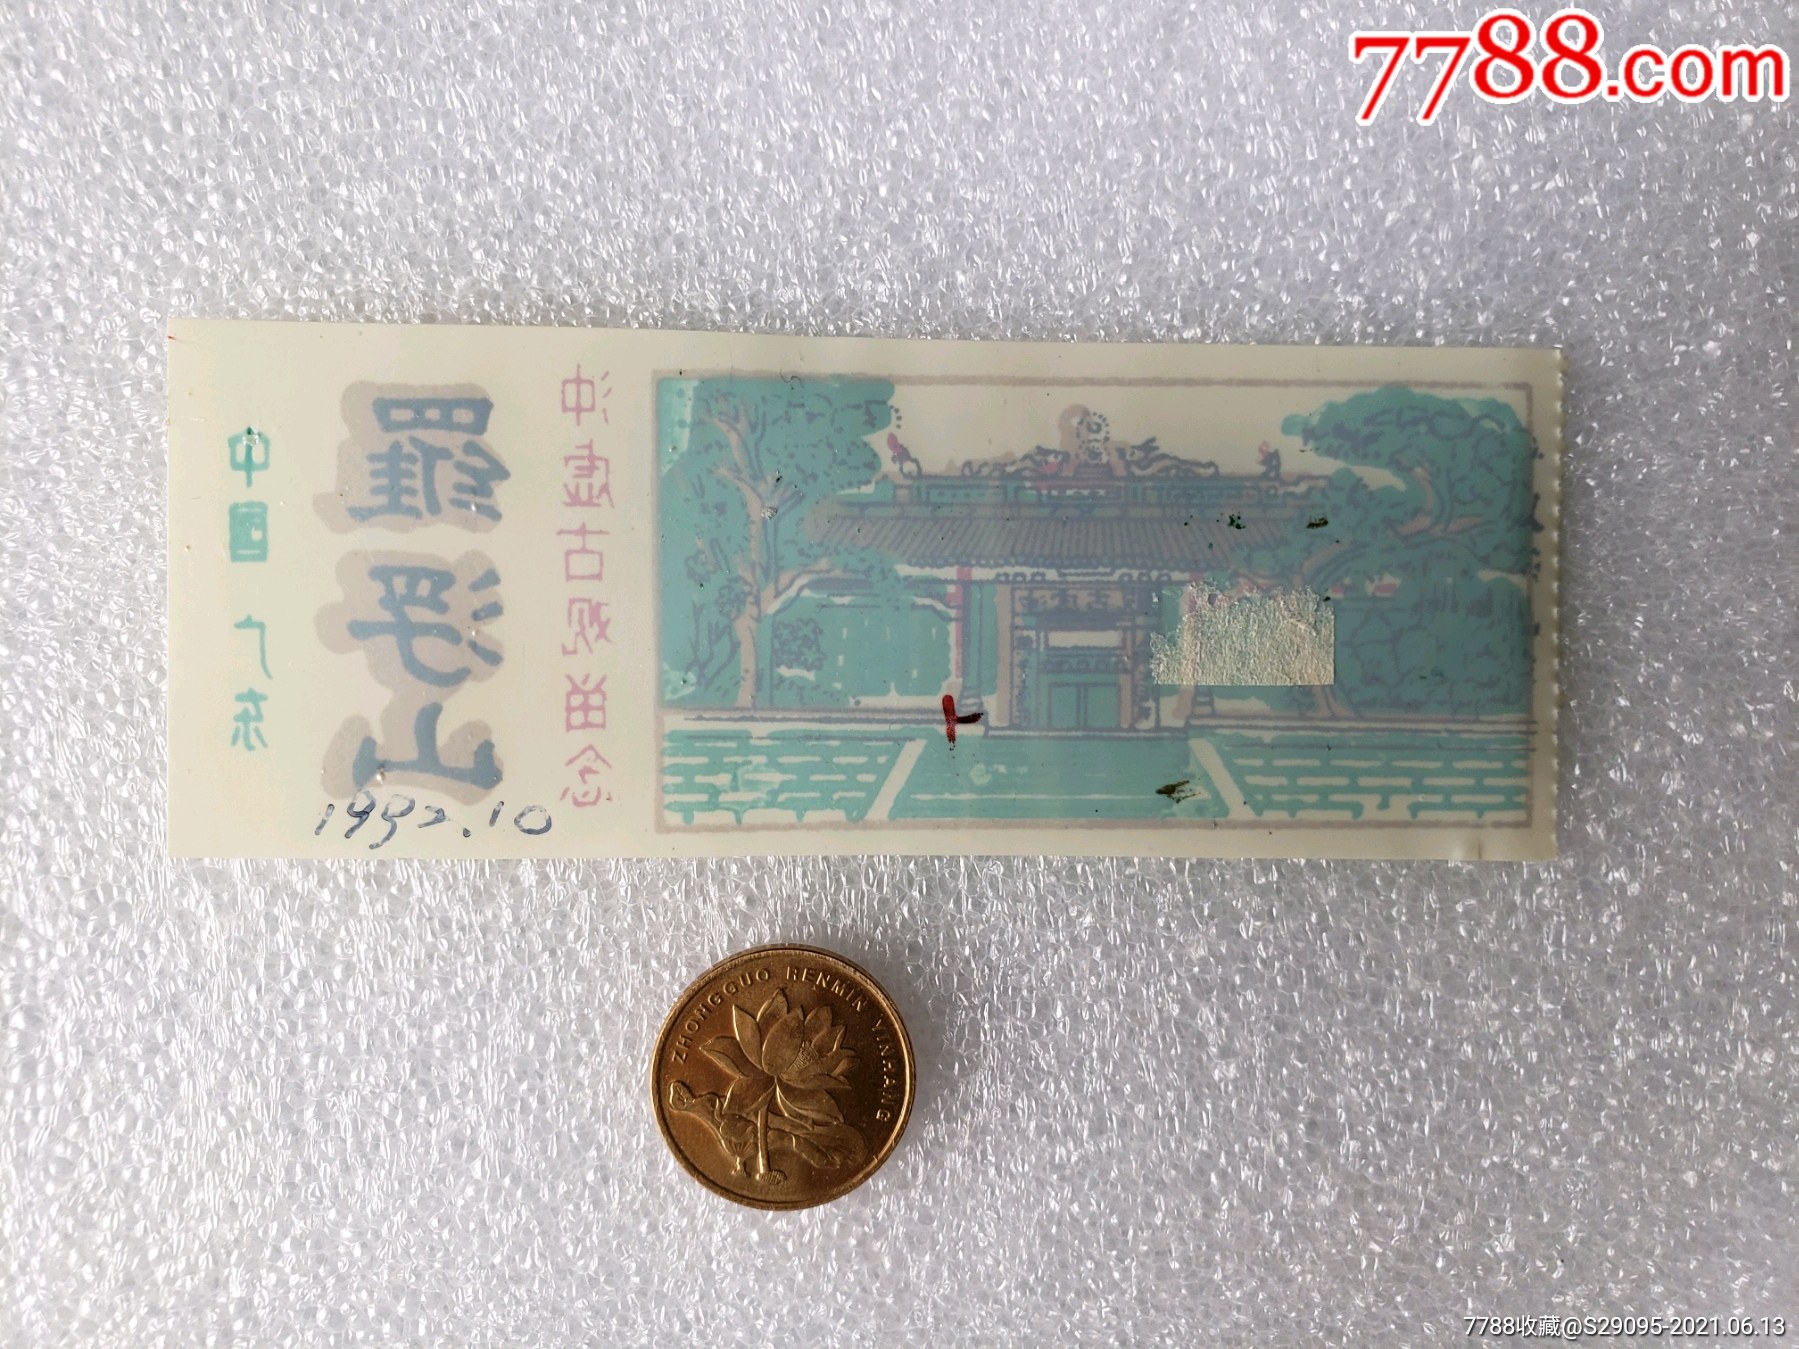 7788.com
中国 广东
羅浮山
冲虚古观留念
1992.10
ZHONGGUO RENMIN YINHANG
7788收藏@S29095-2021.06.13